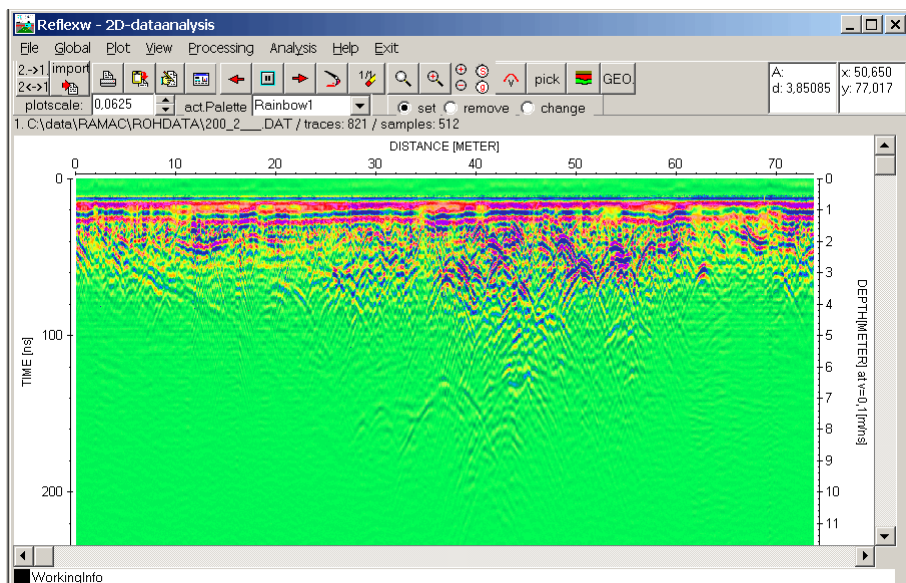 Reflexw - 2D-dataanalysis
File Global Plot View Processing Analysis Help Exit
2.->1. import
2<->1
1/1
S
g
v
pick
GEO.
A:
d: 3,85085
x: 50,650
y: 77,017
plotscale: 0,0625 act.Palette Rainbow1 set remove change
1. C:\data\RAMAC\ROHDATA\200_2___.DAT / traces: 821 / samples: 512
DISTANCE [METER]
0 10 20 30 40 50 60 70
0
100
200
TIME [ns]
0
1
2
3
4
5
6
7
8
9
10
11
DEPTH[METER] at v=0,1[m/ns]
WorkingInfo